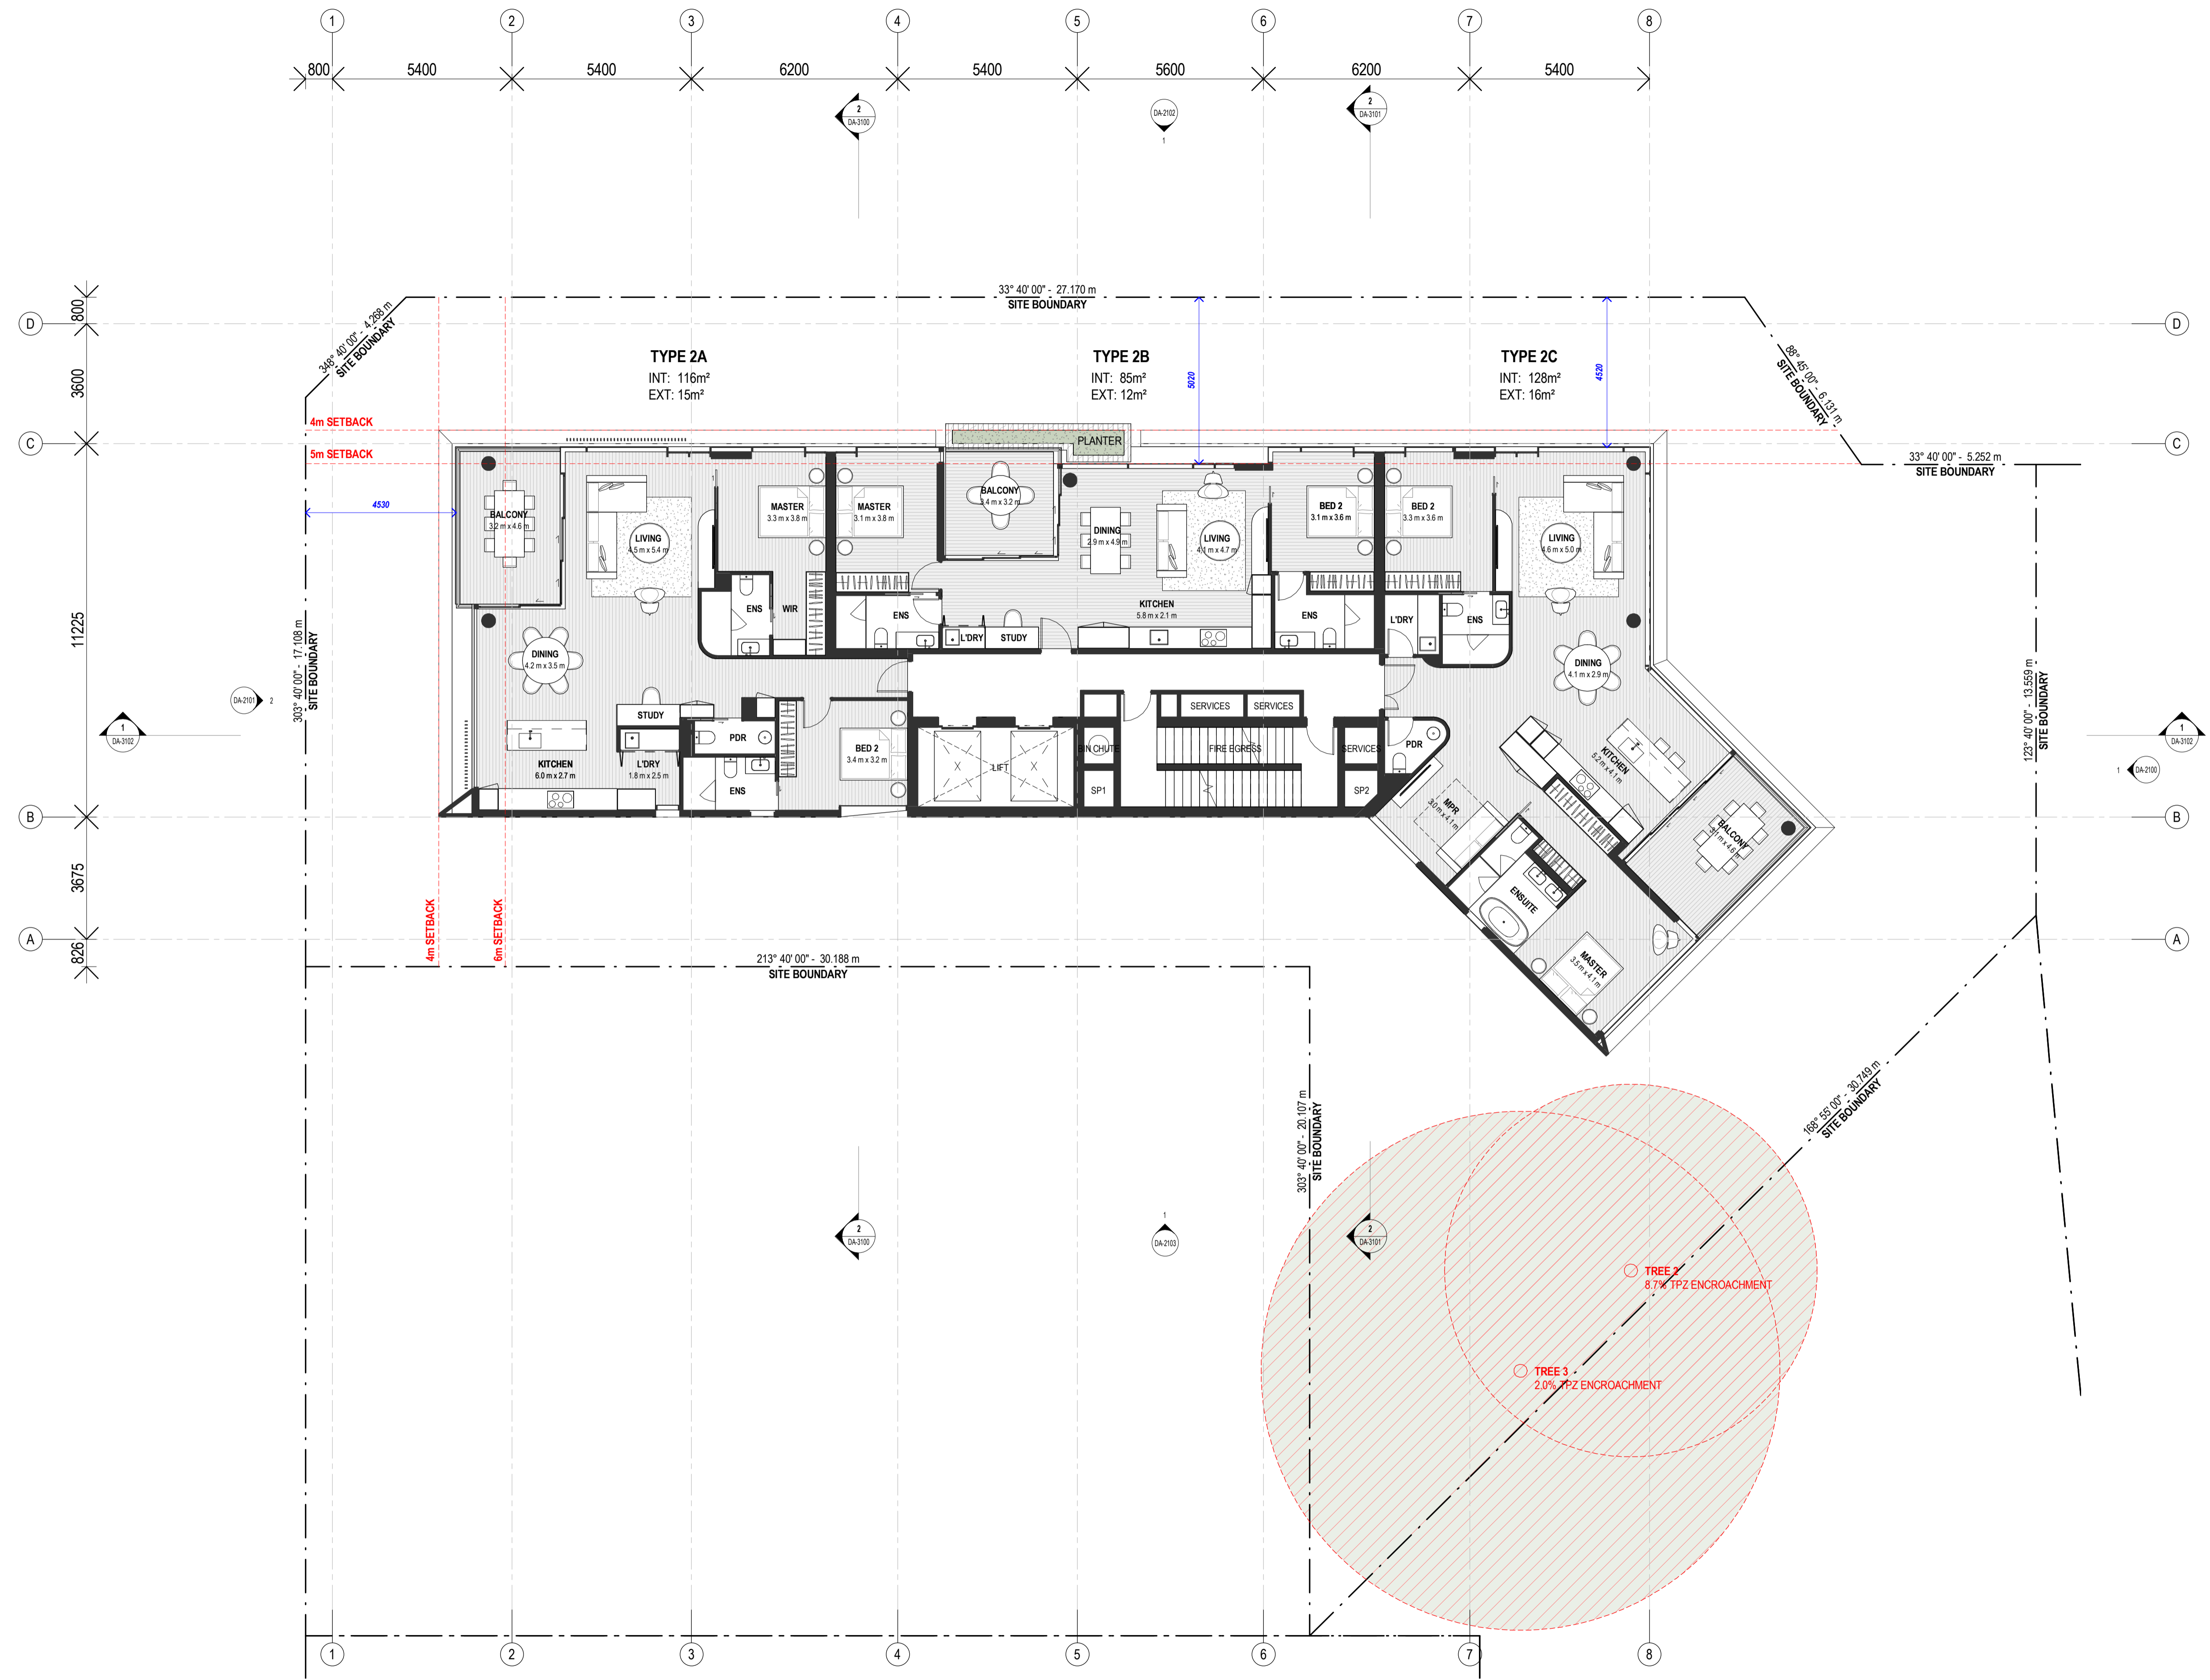 1
2
3
4
5
6
7
8
800
5400
5400
6200
5400
5600
6200
5400
2
DA-3100
DA-2102
1
2
DA-3101
33° 40' 00" - 27.170 m
SITE BOUNDARY
348° 40' 00" - 4.268 m
SITE BOUNDARY
88° 45' 00" - 6.131 m
SITE BOUNDARY
33° 40' 00" - 5.252 m
SITE BOUNDARY
D
D
C
C
B
B
A
A
800
3600
11225
3675
826
TYPE 2A
INT: 116m²
EXT: 15m²
TYPE 2B
INT: 85m²
EXT: 12m²
TYPE 2C
INT: 128m²
EXT: 16m²
5020
4520
4m SETBACK
5m SETBACK
4530
PLANTER
BALCONY
3.2 m x 4.6 m
LIVING
4.5 m x 5.4 m
MASTER
3.3 m x 3.8 m
MASTER
3.1 m x 3.8 m
BALCONY
3.4 m x 3.2 m
DINING
2.9 m x 4.9 m
LIVING
4.1 m x 4.7 m
BED 2
3.1 m x 3.6 m
BED 2
3.3 m x 3.6 m
LIVING
4.6 m x 5.0 m
ENS
WIR
ENS
L'DRY
STUDY
KITCHEN
5.8 m x 2.1 m
ENS
L'DRY
ENS
DINING
4.2 m x 3.5 m
DINING
4.1 m x 2.9 m
303° 40' 00" - 17.108 m
SITE BOUNDARY
123° 40' 00" - 13.559 m
SITE BOUNDARY
DA-2101
2
1
DA-3102
1
DA-3102
1
DA-2100
STUDY
PDR
KITCHEN
6.0 m x 2.7 m
L'DRY
1.8 m x 2.5 m
ENS
BED 2
3.4 m x 3.2 m
LIFT
BIN CHUTE
SP1
SERVICES
SERVICES
FIRE EGRESS
SERVICES
SP2
PDR
MPR
3.0 m x 4.1 m
KITCHEN
5.2 m x 4.1 m
BALCONY
3.1 m x 4.6 m
ENSUITE
MASTER
3.5 m x 4.1 m
4m SETBACK
6m SETBACK
213° 40' 00" - 30.188 m
SITE BOUNDARY
303° 40' 00" - 20.107 m
SITE BOUNDARY
168° 55' 00" - 30.749 m
SITE BOUNDARY
2
DA-3100
1
DA-2103
2
DA-3101
TREE 2
8.7% TPZ ENCROACHMENT
TREE 3
2.0% TPZ ENCROACHMENT
1
2
3
4
5
6
7
8